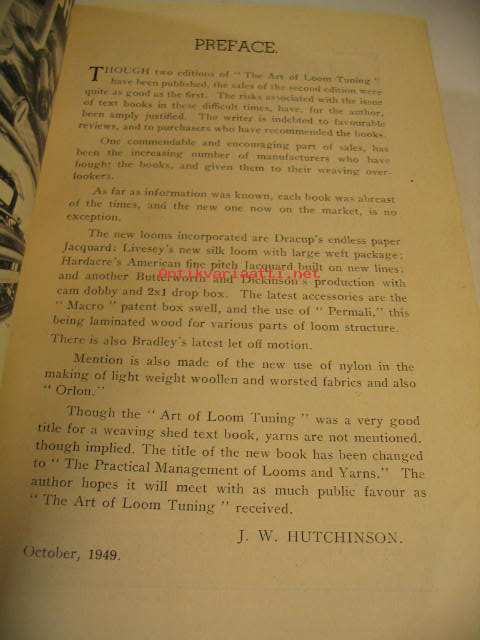 PREFACE.
THOUGH two editions of " The Art of Loom Tuning "
have been published, the sales of the second edition were
quite as good as the first. The risks associated with the issue
of text books in these difficult times, have, for the author,
been amply justified. The writer is indebted to favourable
reviews, and to purchasers who have recommended the books.
One commendable and encouraging part of sales, has
been the increasing number of manufacturers who have
bought the books, and given them to their weaving over-
lookers.
As far as information was known, each book was abreast
of the times, and the new one now on the market, is no
exception.
The new looms incorporated are Dracup's endless paper
Jacquard; Livesey's new silk loom with large weft package;
Hardacre's American fine pitch Jacquard built on new lines;
Antikvariaatti.net
and another Butterworth and Dickinson's production with
cam dobby and 2x1 drop box. The latest accessories are the
" Macro " patent box swell, and the use of " Permali," this
being laminated wood for various parts of loom structure.
There is also Bradley's latest let off motion.
Mention is also made of the new use of nylon in the
making of light weight woollen and worsted fabrics and also
" Orlon."
Though the " Art of Loom Tuning " was a very good
title for a weaving shed text book, yarns are not mentioned,
though implied. The title of the new book has been changed
to " The Practical Management of Looms and Yarns." The
author hopes it will meet with as much public favour as
" The Art of Loom Tuning " received.
J. W. HUTCHINSON.
October, 1949.